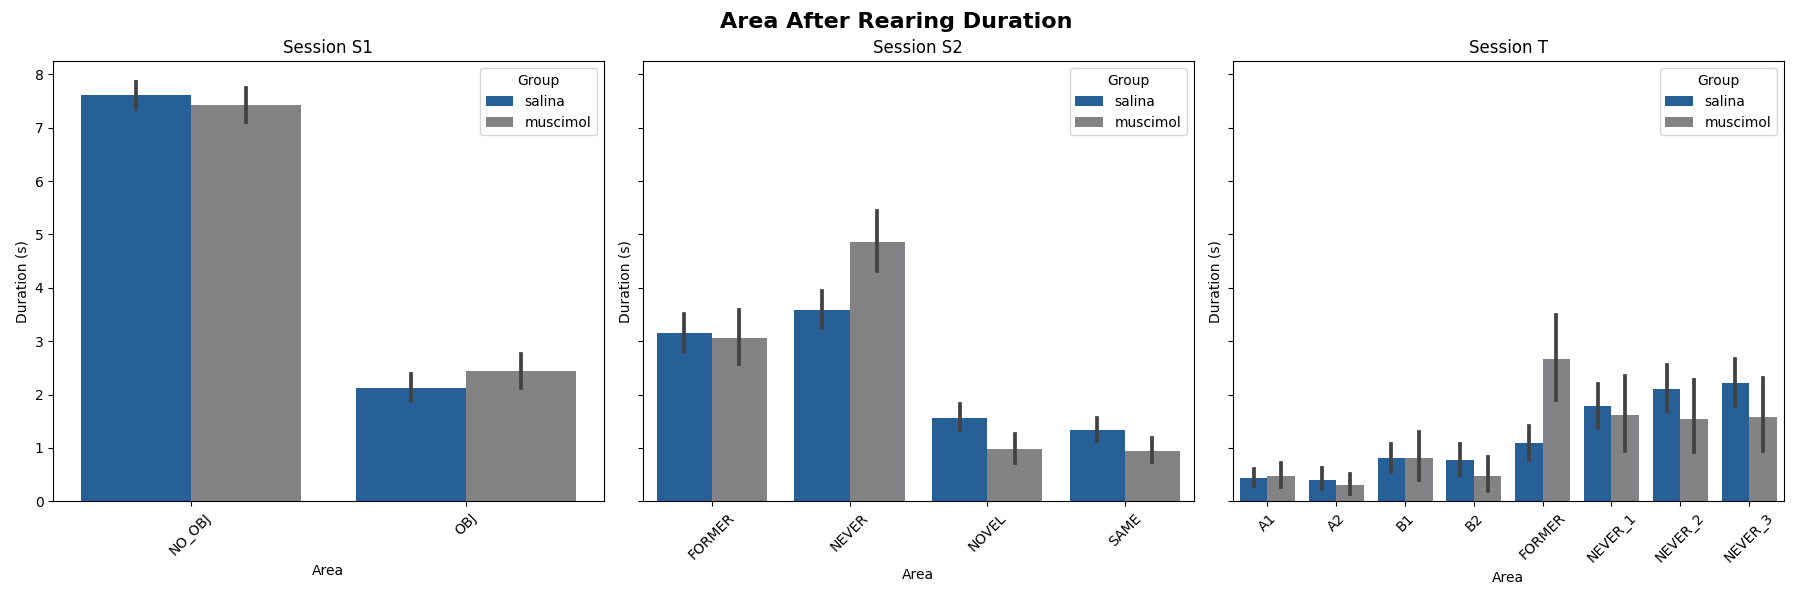 Area After Rearing Duration
Session S1
Duration (s)
8
7
6
5
4
3
2
1
0
Group
salina
muscimol
NO_OBJ
OBJ
Area
Session S2
Duration (s)
Group
salina
muscimol
FORMER
NEVER
NOVEL
SAME
Area
Session T
Duration (s)
Group
salina
muscimol
A1
A2
B1
B2
FORMER
NEVER_1
NEVER_2
NEVER_3
Area